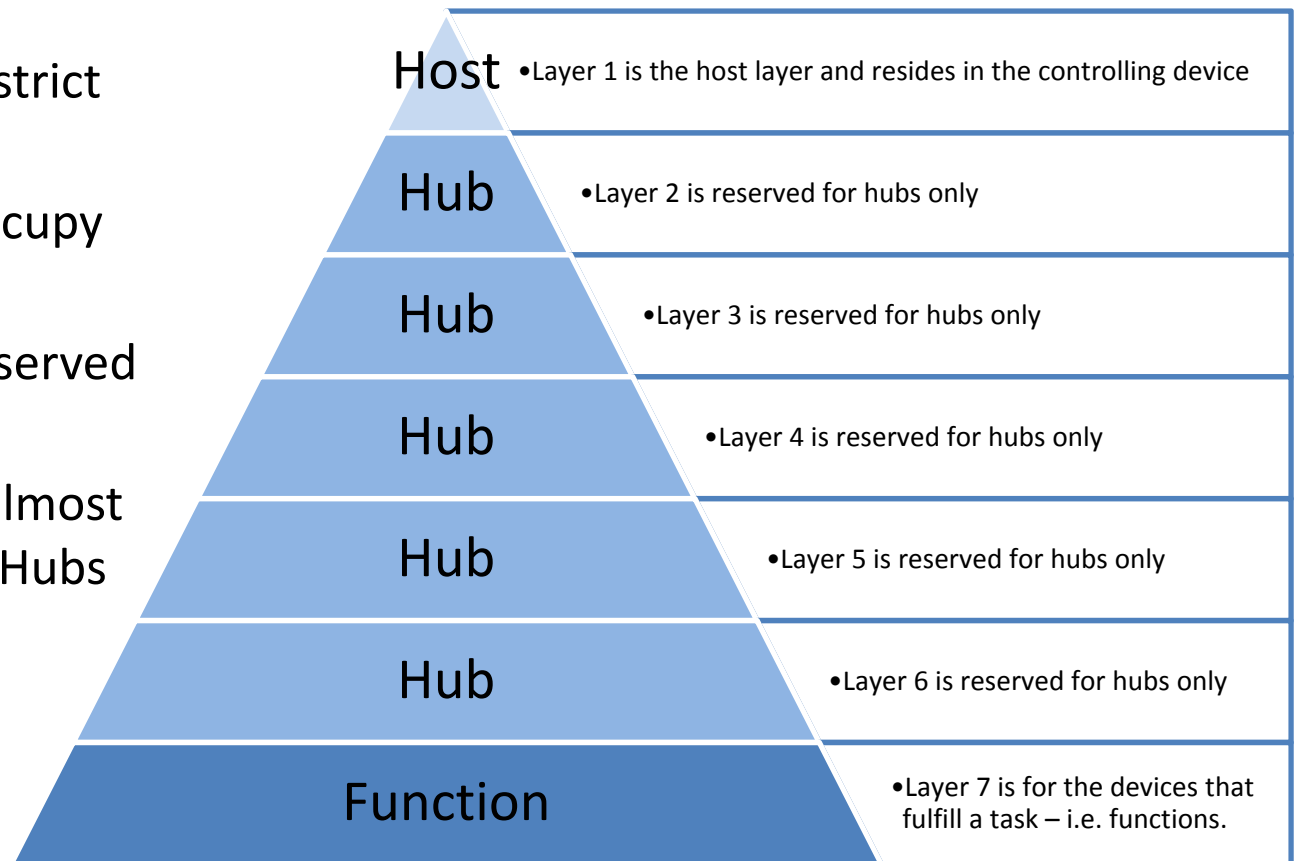 strict
cupy
served
lmost
Hubs
Host
•Layer 1 is the host layer and resides in the controlling device
Hub
•Layer 2 is reserved for hubs only
Hub
•Layer 3 is reserved for hubs only
Hub
•Layer 4 is reserved for hubs only
Hub
•Layer 5 is reserved for hubs only
Hub
•Layer 6 is reserved for hubs only
Function
•Layer 7 is for the devices that
fulfill a task – i.e. functions.